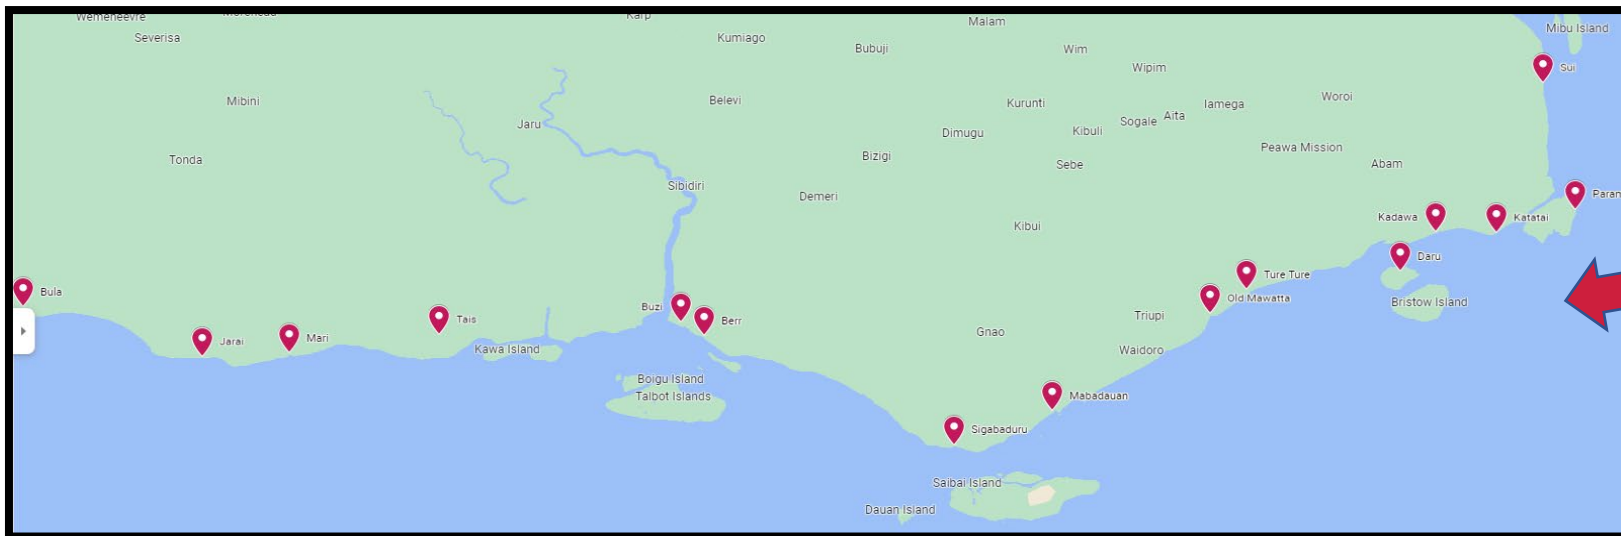 Wemeneevre
Malam
Mibu Island
Severisa
Kumiago
Bubuji
Wim
Wipim
Sui
Mibini
Belevi
Kurunti
Iamega
Woroi
Jaru
Dimugu
Kibuli
Sogale
Aita
Tonda
Bizigi
Sebe
Peawa Mission
Abam
Sibidiri
Demeri
Kibui
Kadawa
Katatai
Param
Daru
Bula
Ture Ture
Old Mawatta
Bristow Island
Buzi
Berr
Tais
Triupi
Jarai
Mari
Kawa Island
Gnao
Waidoro
Boigu Island
Talbot Islands
Mabadauan
Sigabaduru
Saibai Island
Dauan Island